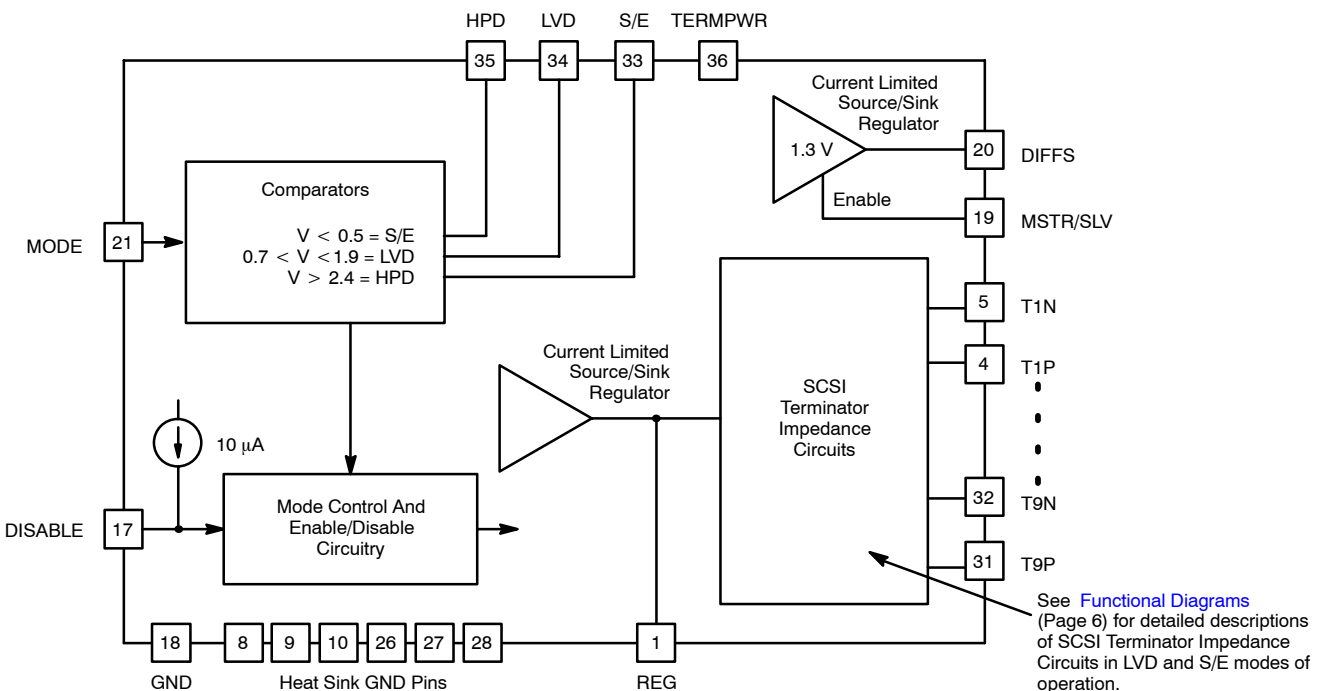 HPD LVD S/E TERMPWR
35 34 33 36
Current Limited
Source/Sink
Regulator
1.3 V
20 DIFFS
Enable
19 MSTR/SLV
Comparators
V < 0.5 = S/E
0.7 < V <1.9 = LVD
V > 2.4 = HPD
MODE 21
5 T1N
4 T1P
Current Limited
Source/Sink
Regulator
SCSI
Terminator
Impedance
Circuits
10 μA
32 T9N
31 T9P
DISABLE 17
Mode Control And
Enable/Disable
Circuitry
See Functional Diagrams
(Page 6) for detailed descriptions
of SCSI Terminator Impedance
Circuits in LVD and S/E modes of
operation.
18 8 9 10 26 27 28 1
GND Heat Sink GND Pins REG